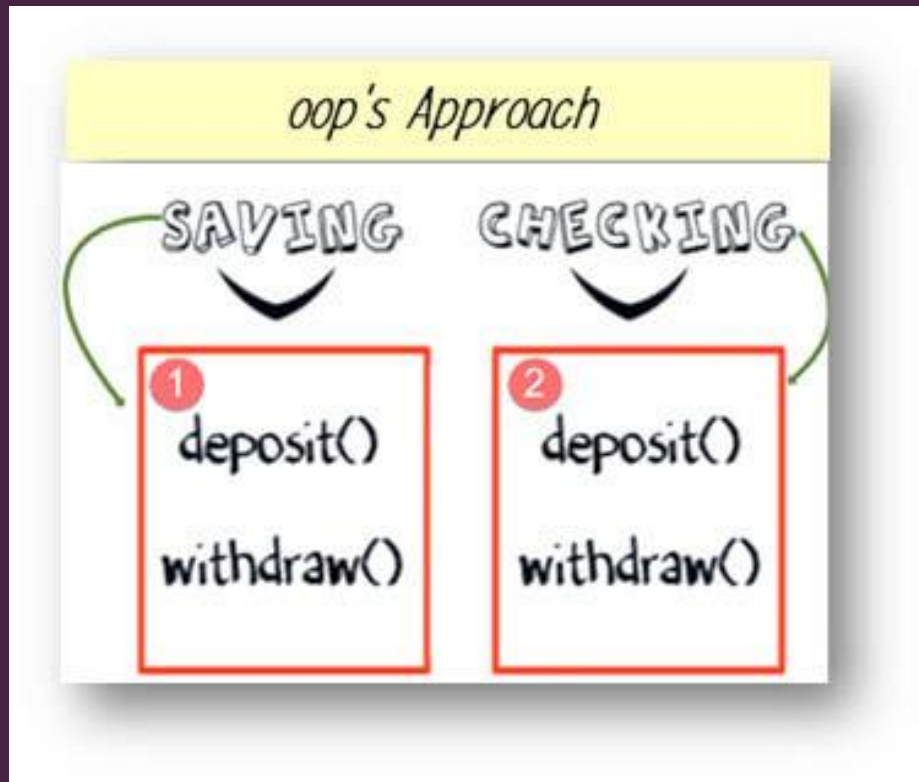 oop's Approach
SAVING CHECKING
1 2
deposit() deposit()
withdraw() withdraw()